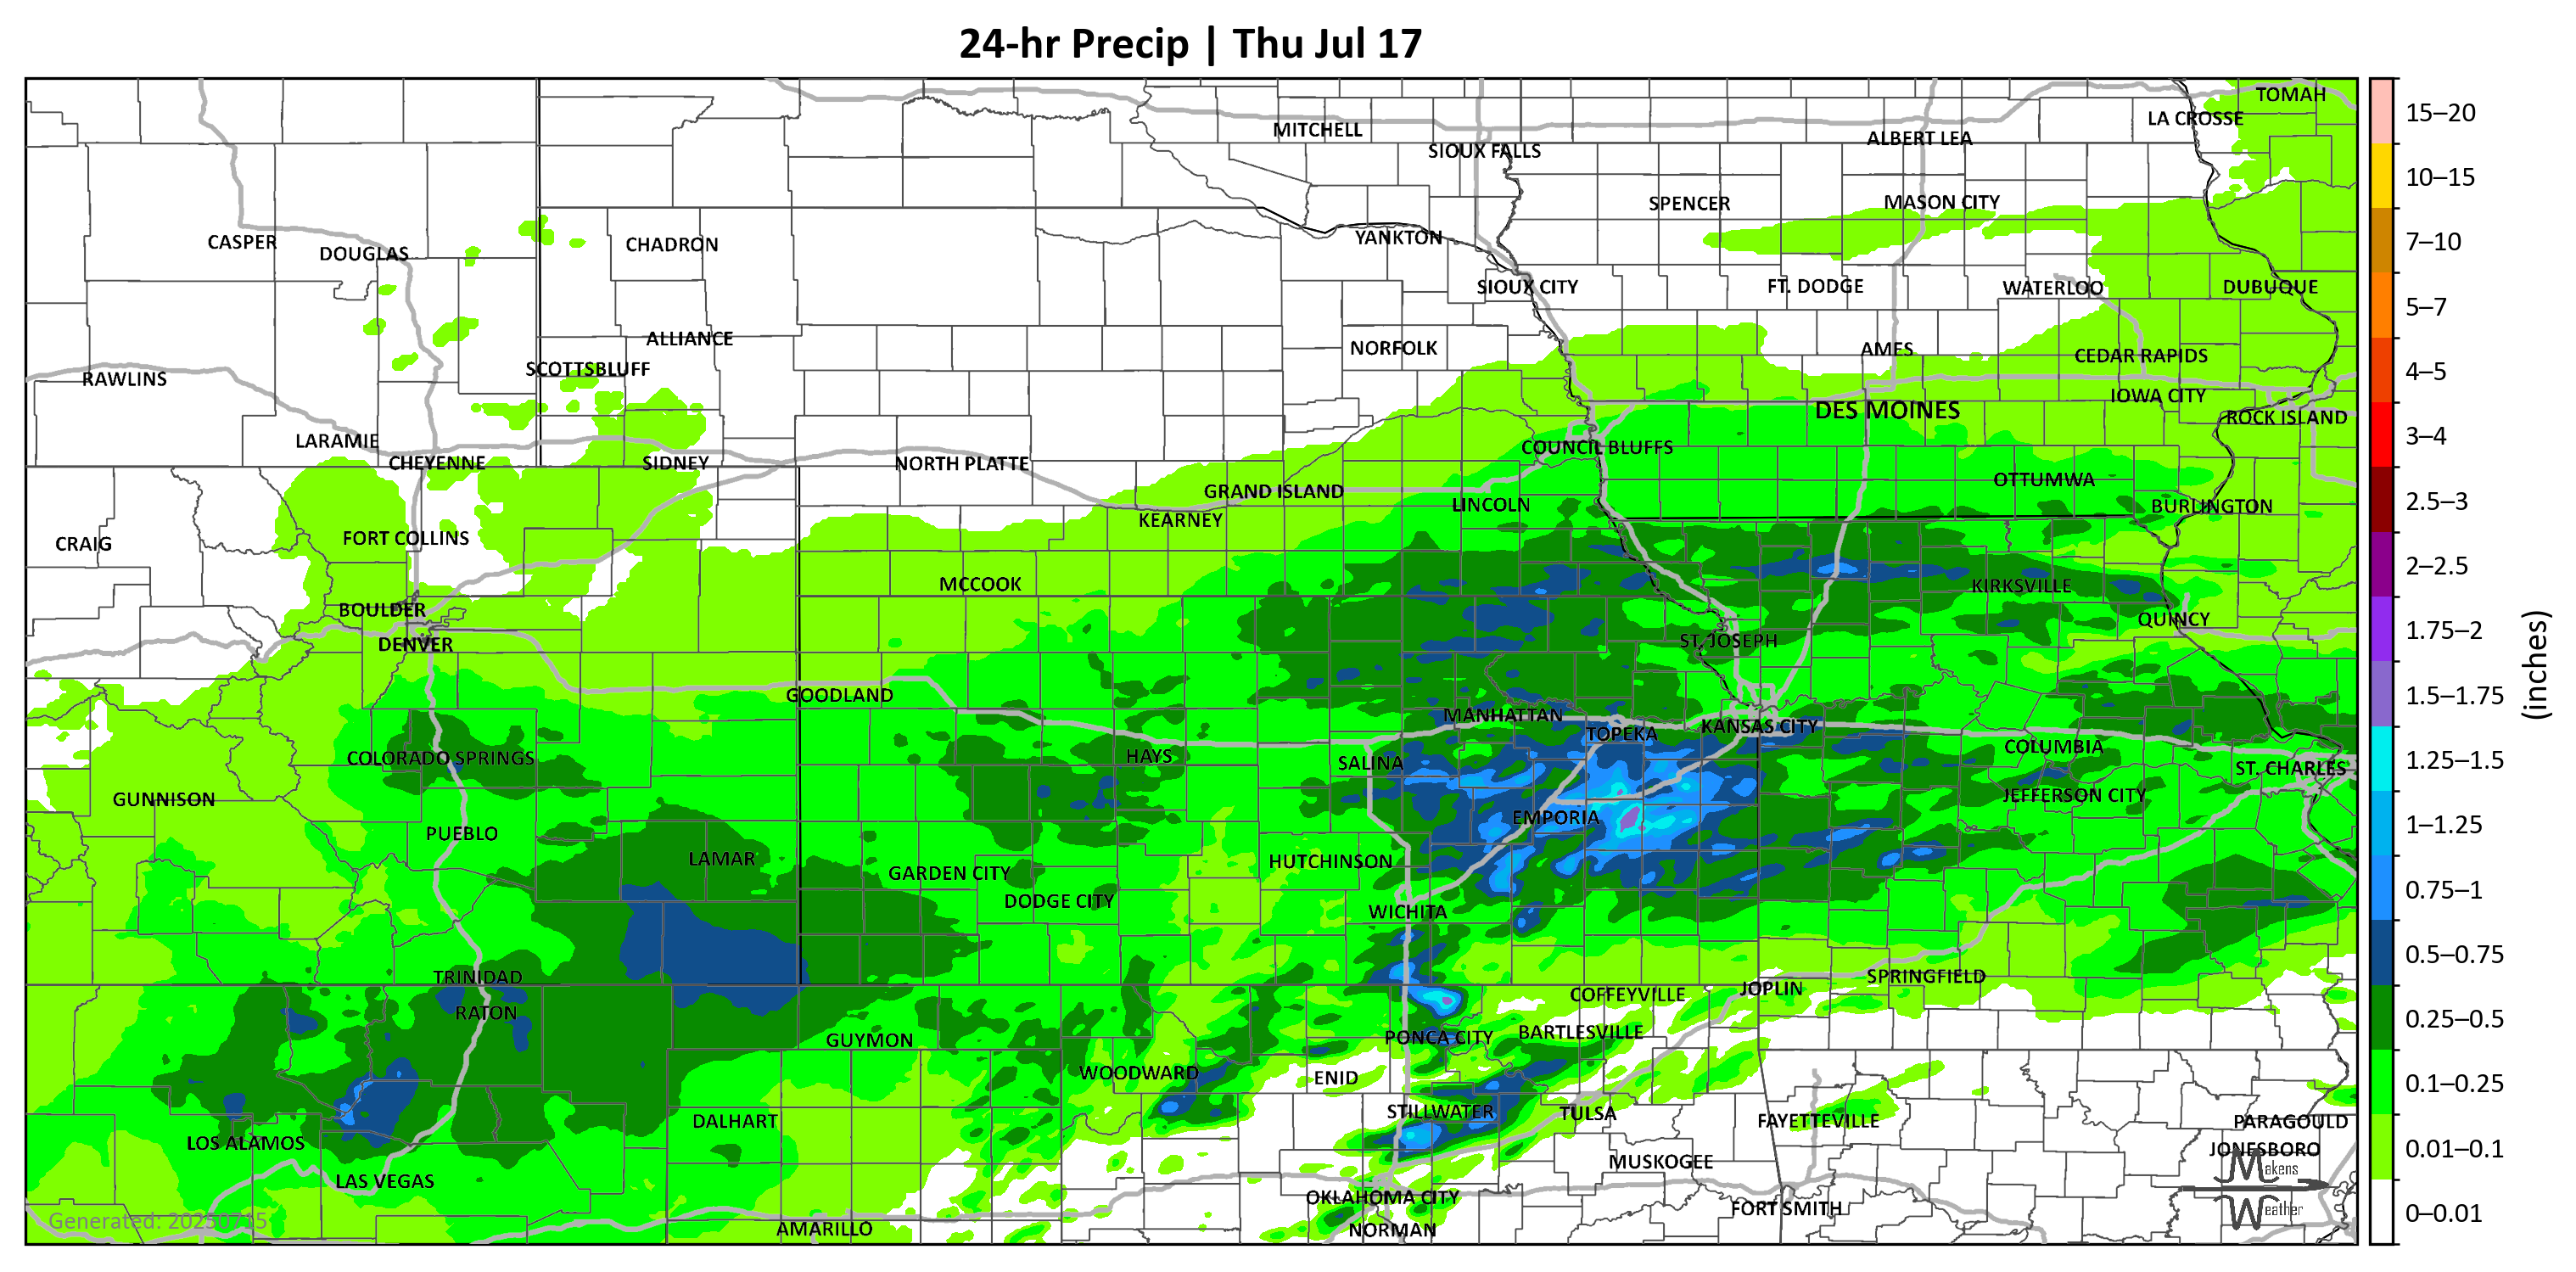 24-hr Precip | Thu Jul 17
TOMAH
LA CROSSE
MITCHELL
ALBERT LEA
SIOUX FALLS
SPENCER
MASON CITY
CASPER
DOUGLAS
CHADRON
YANKTON
SIOUX CITY
FT. DODGE
WATERLOO
DUBUQUE
ALLIANCE
NORFOLK
AMES
CEDAR RAPIDS
RAWLINS
SCOTTSBLUFF
IOWA CITY
DES MOINES
ROCK ISLAND
LARAMIE
CHEYENNE
SIDNEY
NORTH PLATTE
COUNCIL BLUFFS
GRAND ISLAND
LINCOLN
OTTUMWA
BURLINGTON
KEARNEY
CRAIG
FORT COLLINS
MCCOOK
KIRKSVILLE
BOULDER
DENVER
ST. JOSEPH
QUINCY
GOODLAND
MANHATTAN
TOPEKA
KANSAS CITY
COLORADO SPRINGS
HAYS
SALINA
COLUMBIA
ST. CHARLES
GUNNISON
EMPORIA
JEFFERSON CITY
PUEBLO
LAMAR
GARDEN CITY
HUTCHINSON
DODGE CITY
WICHITA
TRINIDAD
SPRINGFIELD
RATON
COFFEYVILLE
JOPLIN
GUYMON
PONCA CITY
BARTLESVILLE
WOODWARD
ENID
DALHART
STILLWATER
TULSA
FAYETTEVILLE
PARAGOULD
LOS ALAMOS
JONESBORO
LAS VEGAS
MUSKOGEE
OKLAHOMA CITY
FORT SMITH
AMARILLO
NORMAN
Generated: 20250715
Makens
Weather
15–20
10–15
7–10
5–7
4–5
3–4
2.5–3
2–2.5
1.75–2
1.5–1.75
1.25–1.5
1–1.25
0.75–1
0.5–0.75
0.25–0.5
0.1–0.25
0.01–0.1
0–0.01
(inches)